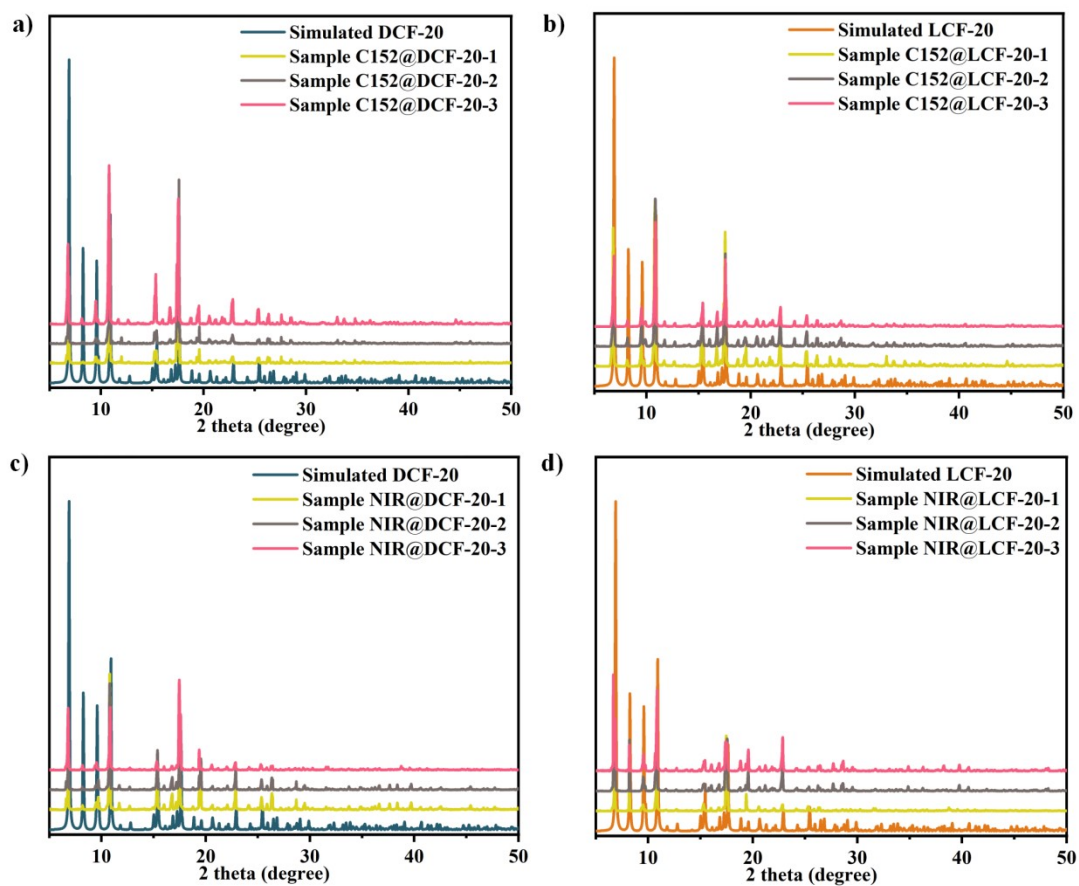 a)
Simulated DCF-20
Sample C152@DCF-20-1
Sample C152@DCF-20-2
Sample C152@DCF-20-3
10
20
30
40
50
2 theta (degree)
b)
Simulated LCF-20
Sample C152@LCF-20-1
Sample C152@LCF-20-2
Sample C152@LCF-20-3
10
20
30
40
50
2 theta (degree)
c)
Simulated DCF-20
Sample NIR@DCF-20-1
Sample NIR@DCF-20-2
Sample NIR@DCF-20-3
10
20
30
40
50
2 theta (degree)
d)
Simulated LCF-20
Sample NIR@LCF-20-1
Sample NIR@LCF-20-2
Sample NIR@LCF-20-3
10
20
30
40
50
2 theta (degree)